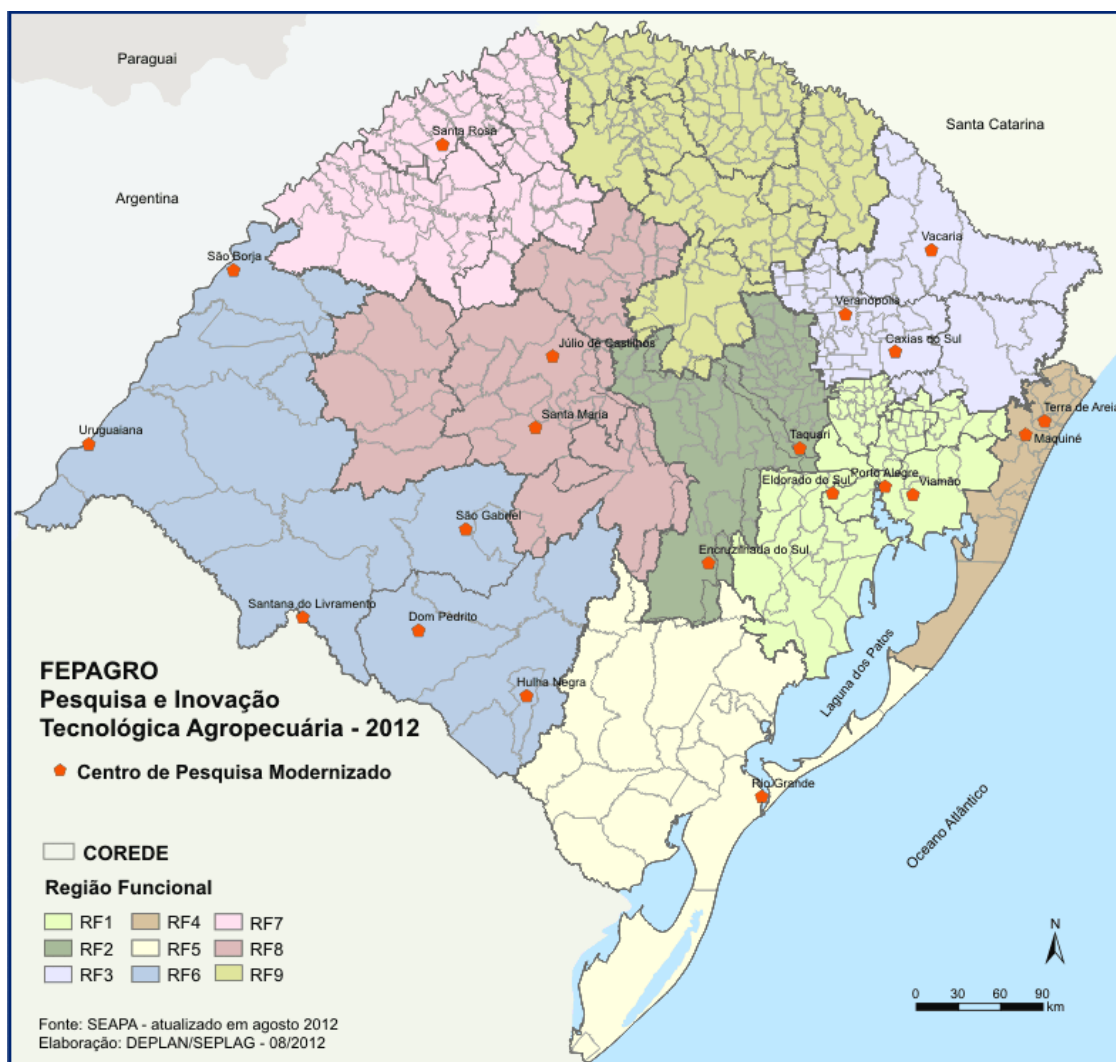 Paraguai
Santa Catarina
Argentina
Santa Rosa
Vacaria
São Borja
Veranópolis
Caxias do Sul
Júlio de Castilhos
Santa Maria
Terra de Areia
Maquiné
Uruguaiana
Taquari
Porto Alegre
Eldorado do Sul
Viamão
São Gabriel
Encruzilhada do Sul
Santana do Livramento
Dom Pedrito
Hulha Negra
Laguna dos Patos
Rio Grande
Oceano Atlântico
FEPAGRO
Pesquisa e Inovação
Tecnológica Agropecuária - 2012
Centro de Pesquisa Modernizado
COREDE
Região Funcional
RF1 RF4 RF7
RF2 RF5 RF8
RF3 RF6 RF9
N
0 30 60 90
km
Fonte: SEAPA - atualizado em agosto 2012
Elaboração: DEPLAN/SEPLAG - 08/2012